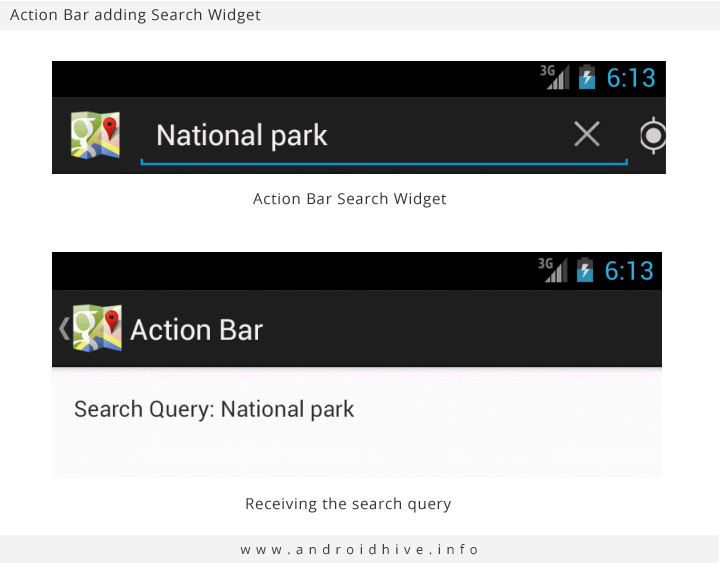 Action Bar adding Search Widget
3G 6:13
National park
Action Bar Search Widget
3G 6:13
Action Bar
Search Query: National park
Receiving the search query
www.androidhive.info